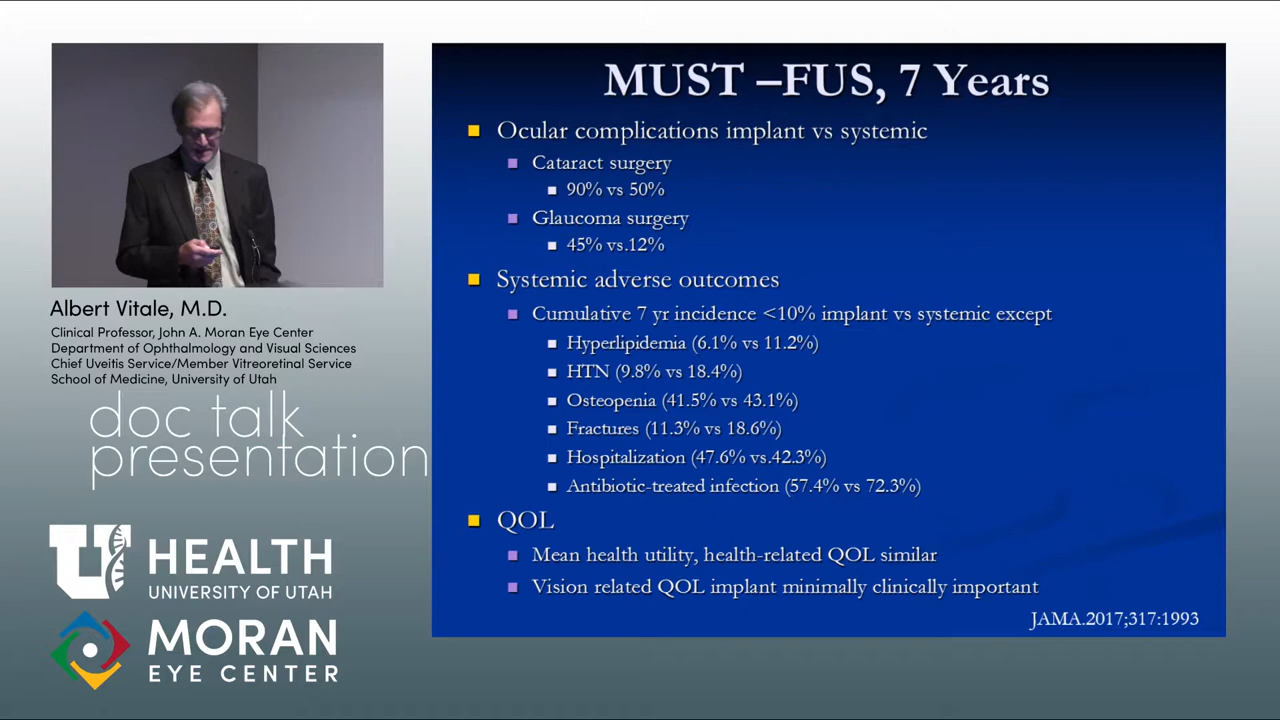 MUST –FUS, 7 Years
Ocular complications implant vs systemic
Cataract surgery
90% vs 50%
Glaucoma surgery
45% vs.12%
Systemic adverse outcomes
Cumulative 7 yr incidence <10% implant vs systemic except
Hyperlipidemia (6.1% vs 11.2%)
HTN (9.8% vs 18.4%)
Osteopenia (41.5% vs 43.1%)
Fractures (11.3% vs 18.6%)
Hospitalization (47.6% vs.42.3%)
Antibiotic-treated infection (57.4% vs 72.3%)
QOL
Mean health utility, health-related QOL similar
Vision related QOL implant minimally clinically important
JAMA.2017;317:1993
Albert Vitale, M.D.
Clinical Professor, John A. Moran Eye Center
Department of Ophthalmology and Visual Sciences
Chief Uveitis Service/Member Vitreoretinal Service
School of Medicine, University of Utah
doc talk
presentation
U HEALTH
UNIVERSITY OF UTAH
MORAN
EYE CENTER